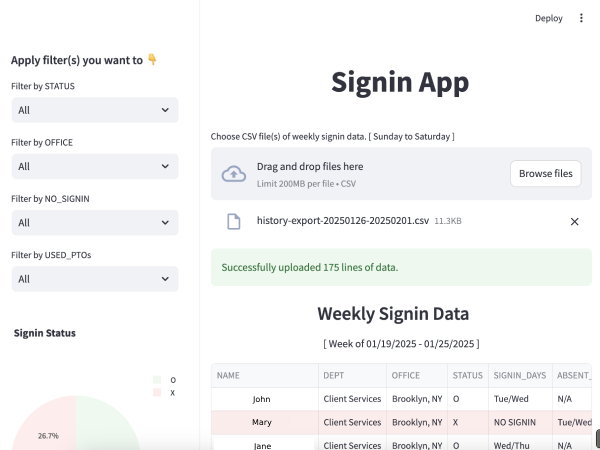 Deploy
Apply filter(s) you want to 👇
Filter by STATUS
All
Filter by OFFICE
All
Filter by NO_SIGNIN
All
Filter by USED_PTOs
All
Signin Status
O
X
26.7%
Signin App
Choose CSV file(s) of weekly signin data. [ Sunday to Saturday ]
Drag and drop files here
Limit 200MB per file • CSV
Browse files
history-export-20250126-20250201.csv 11.3KB
Successfully uploaded 175 lines of data.
Weekly Signin Data
[ Week of 01/19/2025 - 01/25/2025 ]
NAME DEPT OFFICE STATUS SIGNIN_DAYS ABSENT_
John Client Services Brooklyn, NY O Tue/Wed N/A
Mary Client Services Brooklyn, NY X NO SIGNIN Tue/Wed
Jane Client Services Brooklyn, NY O Wed/Thu N/A